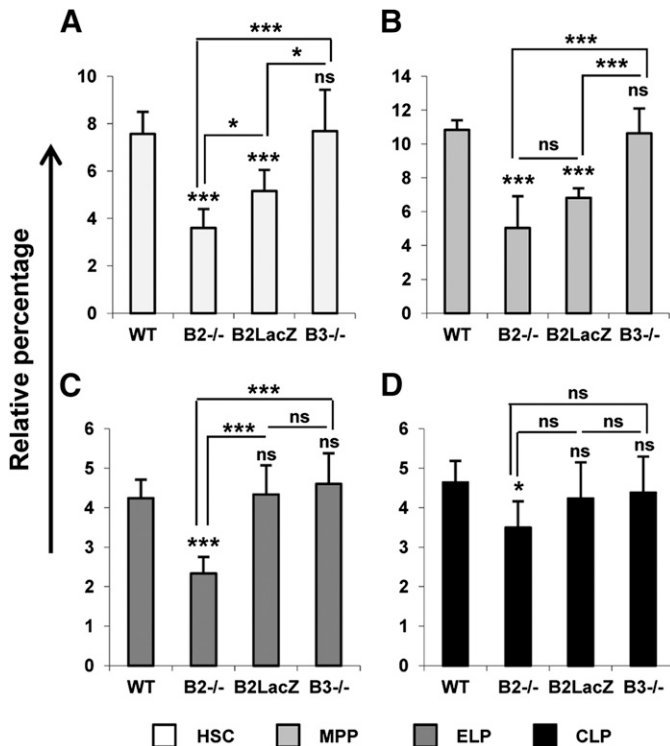 A
***
*
ns
*
***
***
10
8
6
4
2
0
WT B2-/- B2LacZ B3-/-
B
***
***
ns
ns
***
***
14
12
10
8
6
4
2
0
WT B2-/- B2LacZ B3-/-
Relative percentage
C
***
*** ns
ns ns
***
6
5
4
3
2
1
0
WT B2-/- B2LacZ B3-/-
D
ns
ns ns
ns ns
*
6
5
4
3
2
1
0
WT B2-/- B2LacZ B3-/-
HSC MPP ELP CLP